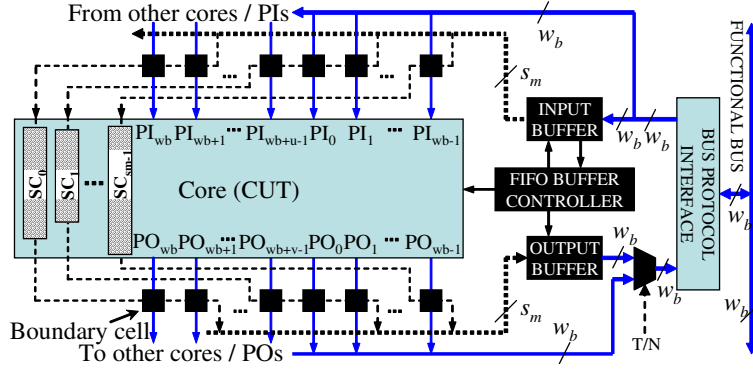 From other cores / PIs
w_b
s_m
...
...
INPUT BUFFER
w_b w_b
FUNCTIONAL BUS
BUS PROTOCOL INTERFACE
w_b
PI_wb PI_wb+1 ... PI_wb+u-1 PI_0 PI_1 ... PI_wb-1
SC_0 SC_1 ... SC_sm-1
Core (CUT)
FIFO BUFFER CONTROLLER
PO_wb PO_wb+1 ... PO_wb+v-1 PO_0 PO_1 ... PO_wb-1
OUTPUT BUFFER
w_b
w_b
...
...
s_m
w_b
Boundary cell
T/N
To other cores / POs
w_b